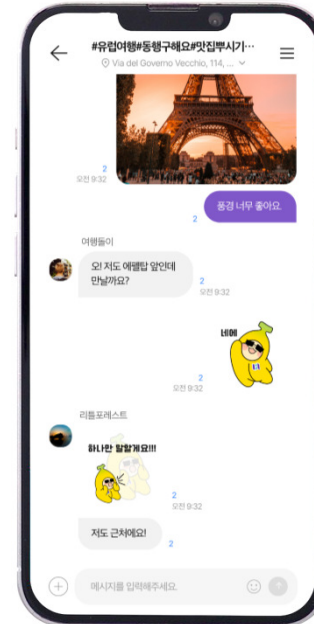 #유럽여행#동행구해요#맛집뿌시기…
Via del Governo Vecchio, 114, ...
2
오전 9:32
풍경 너무 좋아요.
2
여행돌이
오! 저도 에펠탑 앞인데
만날까요?
2
오전 9:32
네에
2
오전 9:32
리틀포레스트
하나만 말할게요!!!
2
오전 9:32
저도 근처에요!
2
메시지를 입력해주세요.